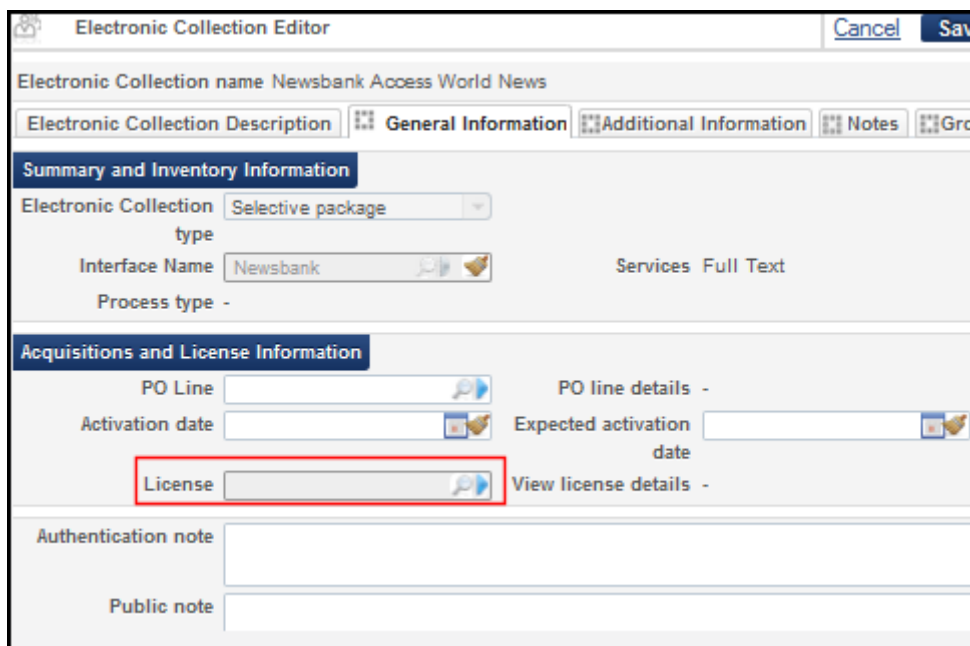 Electronic Collection Editor Cancel
Electronic Collection name Newsbank Access World News
Electronic Collection Description General Information Additional Information Notes
Summary and Inventory Information
Electronic Collection type Selective package
Interface Name Newsbank Services Full Text
Process type -
Acquisitions and License Information
PO Line PO line details -
Activation date Expected activation date
License View license details -
Authentication note
Public note